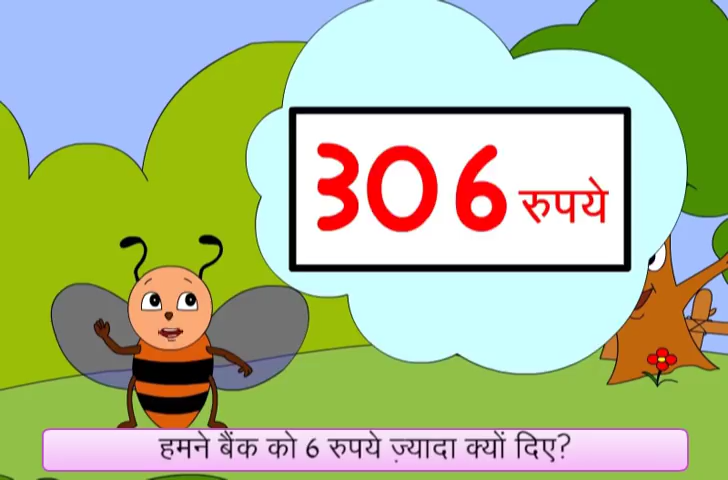 306 रुपये
हमने बैंक को 6 रुपये ज़्यादा क्यों दिए?